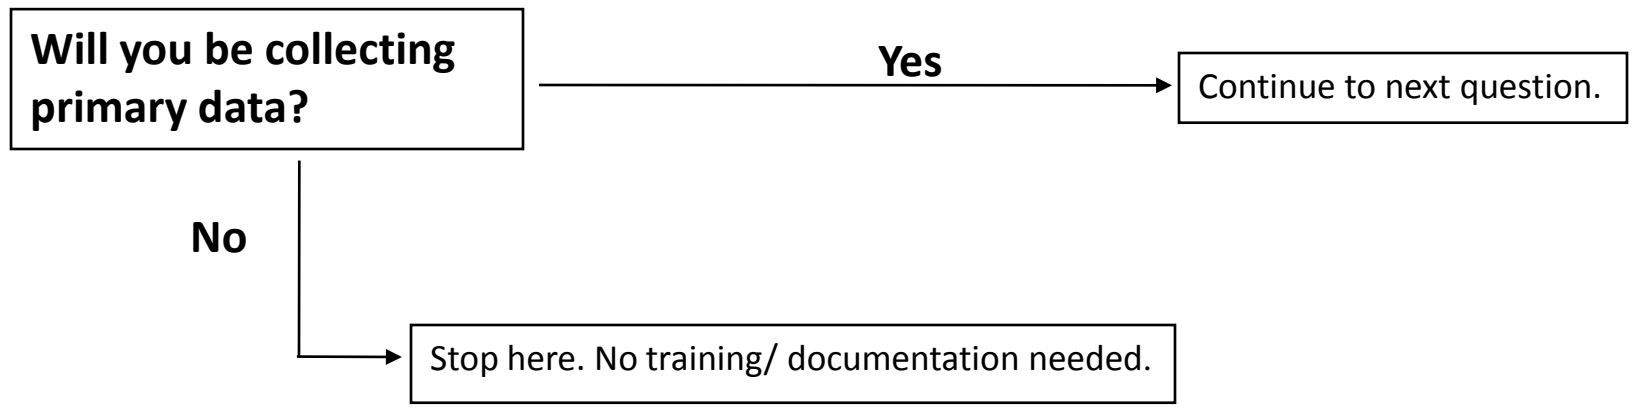 Will you be collecting
primary data?
Yes
Continue to next question.
No
Stop here. No training/ documentation needed.